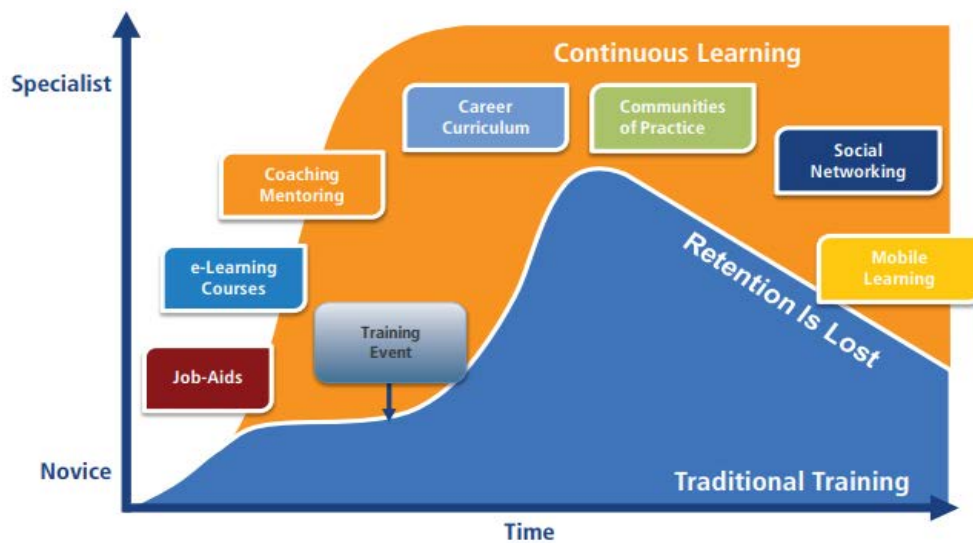 Continuous Learning
Specialist
Career
Curriculum
Communities
of Practice
Social
Networking
Coaching
Mentoring
e-Learning
Courses
Mobile
Learning
Retention Is Lost
Training
Event
Job-Aids
Novice
Traditional Training
Time